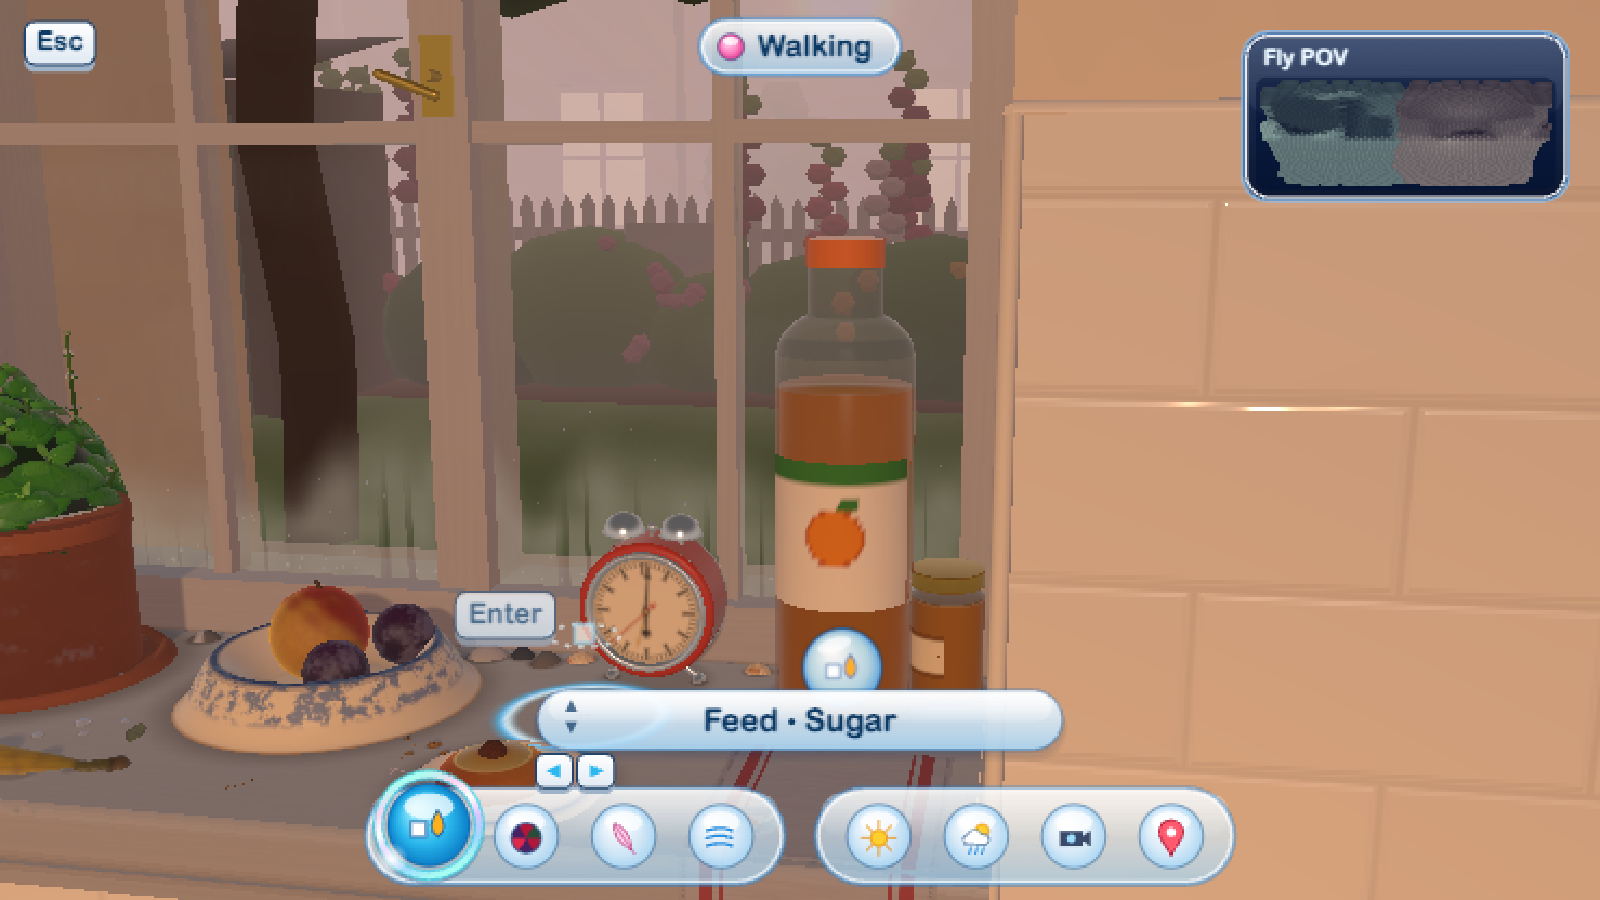 Esc
Walking
Fly POV
Enter
Feed • Sugar